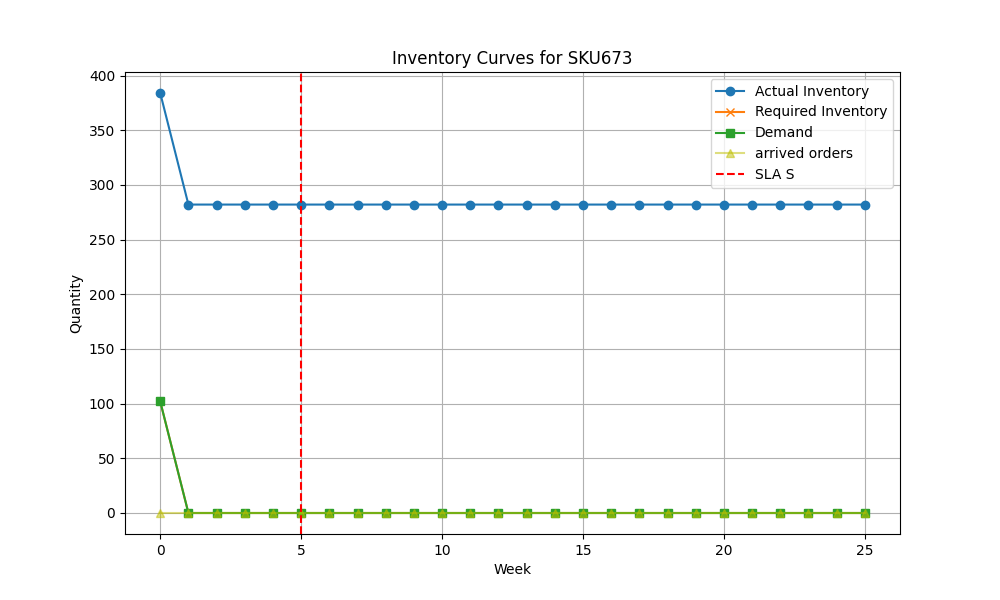 Inventory Curves for SKU673
400
350
300
250
200
150
100
50
0
Quantity
Actual Inventory
Required Inventory
Demand
arrived orders
SLA S
0 5 10 15 20 25
Week